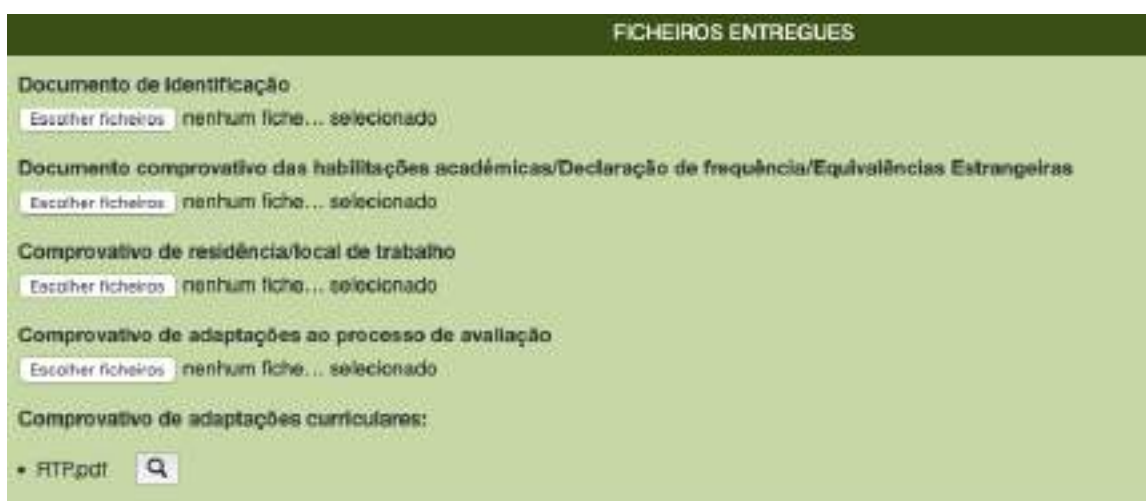 FICHEIROS ENTREGUES
Documento de Identificação
Escolher ficheiros nenhum fiche... selecionado
Documento comprovativo das habilitações académicas/Declaração de frequência/Equivalências Estrangeiras
Escolher ficheiros nenhum fiche... selecionado
Comprovativo de residência/local de trabalho
Escolher ficheiros nenhum fiche... selecionado
Comprovativo de adaptações ao processo de avaliação
Escolher ficheiros nenhum fiche... selecionado
Comprovativo de adaptações curriculares:
• RTP.pdf